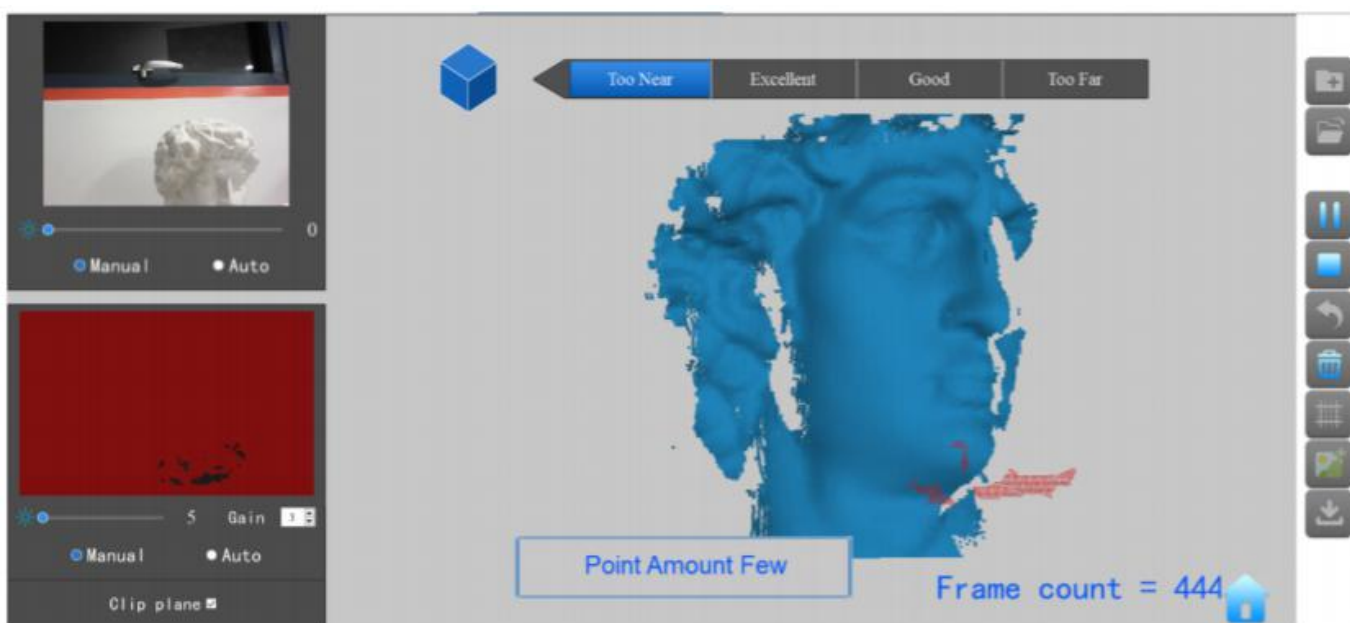 Too Near Excellent Good Too Far
0
Manual Auto
5 Gain
Manual Auto
Clip plane
Point Amount Few
Frame count = 444